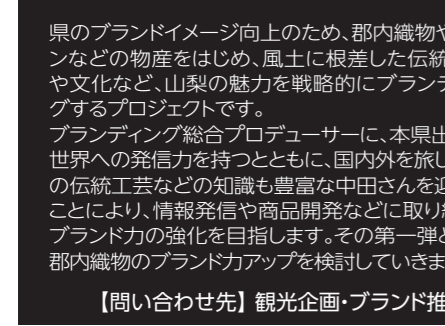 県のブランドイメージ向上のため、郡内織物や
ンなどの物産をはじめ、風土に根差した伝統
や文化など、山梨の魅力を戦略的にブランデ
グするプロジェクトです。
ブランディング総合プロデューサーに、本県出
世界への発信力を持つとともに、国内外を旅し
の伝統工芸などの知識も豊富な中田さんを迎
ことにより、情報発信や商品開発などに取り組
ブランド力の強化を目指します。その第一弾と
郡内織物のブランド力アップを検討していきま
【問い合わせ先】 観光企画・ブランド推